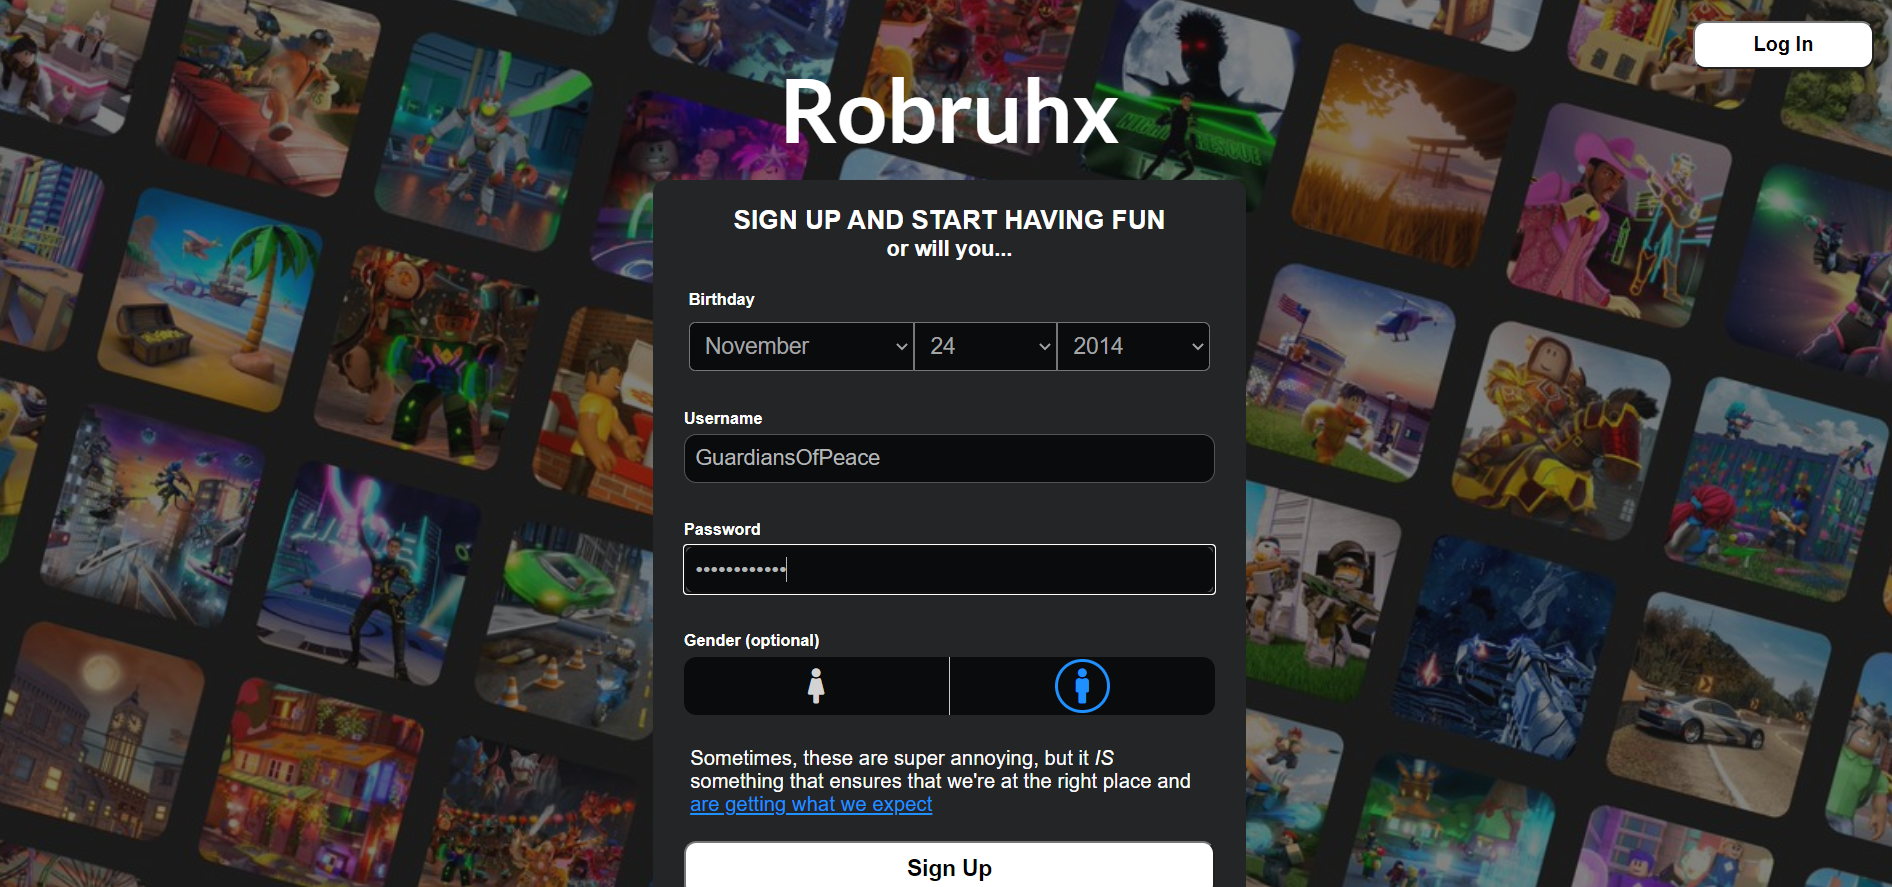 Log In
Robruhx
NIGHT RESCUE
SIGN UP AND START HAVING FUN
or will you...
Birthday
November 24 2014
Username
GuardiansOfPeace
Password
••••••••••••
Gender (optional)
Sometimes, these are super annoying, but it IS
something that ensures that we're at the right place and
are getting what we expect
Sign Up